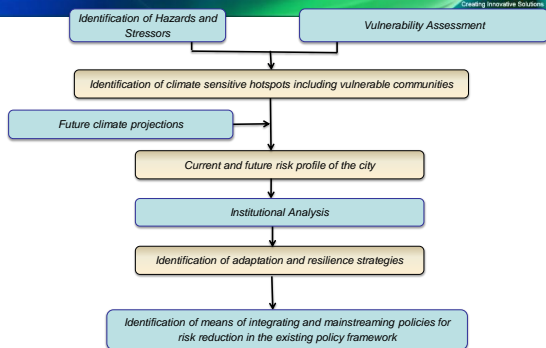 Creating Innovative Solutions
Identification of Hazards and
Stressors
Vulnerability Assessment
Identification of climate sensitive hotspots including vulnerable communities
Future climate projections
Current and future risk profile of the city
Institutional Analysis
Identification of adaptation and resilience strategies
Identification of means of integrating and mainstreaming policies for
risk reduction in the existing policy framework